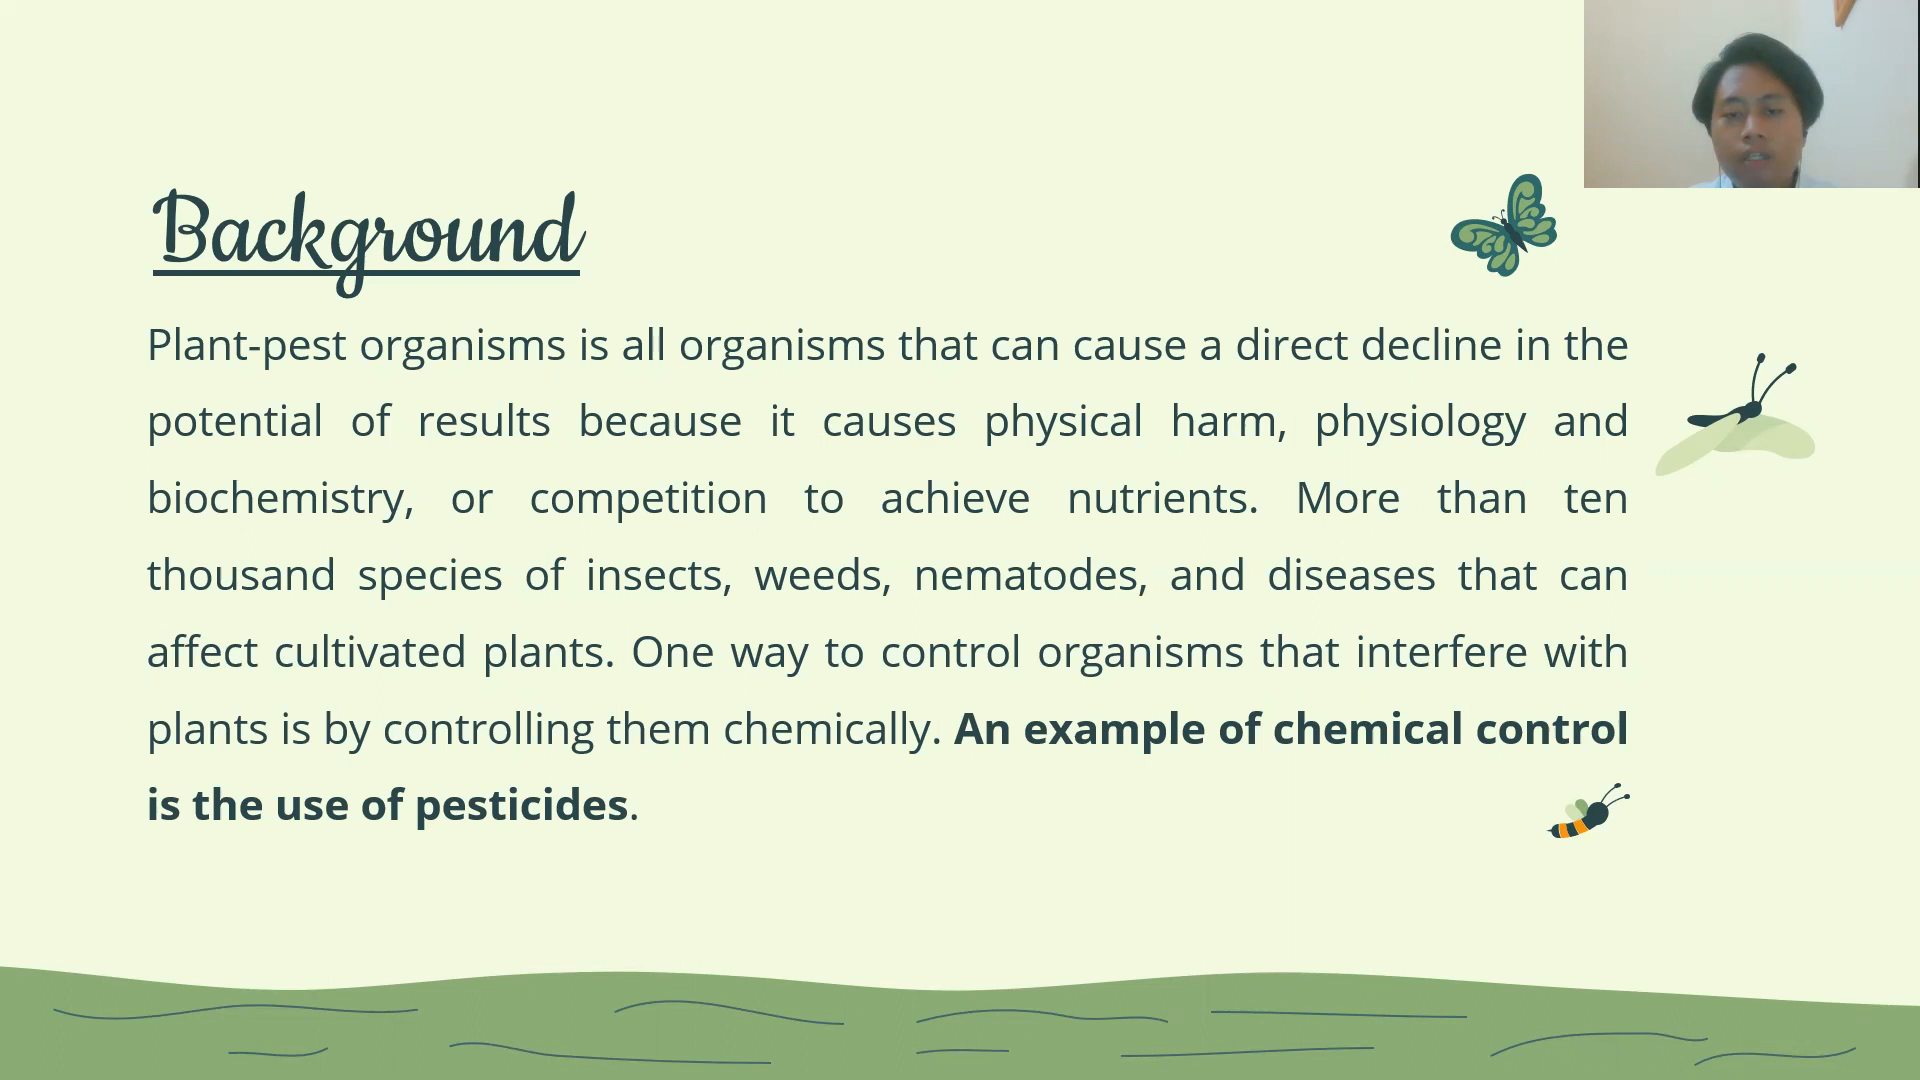 Background
Plant-pest organisms is all organisms that can cause a direct decline in the
potential of results because it causes physical harm, physiology and
biochemistry, or competition to achieve nutrients. More than ten
thousand species of insects, weeds, nematodes, and diseases that can
affect cultivated plants. One way to control organisms that interfere with
plants is by controlling them chemically. An example of chemical control
is the use of pesticides.